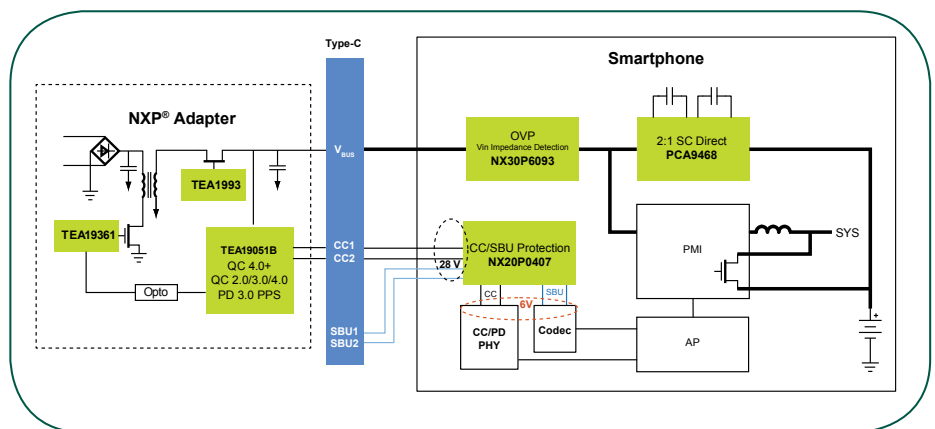 Type-C
Smartphone
NXP® Adapter
OVP
Vin Impedance Detection
NX30P6093
2:1 SC Direct
PCA9468
VBUS
TEA1993
TEA19361
TEA19051B
QC 4.0+
QC 2.0/3.0/4.0
PD 3.0 PPS
CC1
CC2
28 V
CC/SBU Protection
NX20P0407
PMI
SYS
Opto
CC
SBU
6V
SBU1
SBU2
CC/PD
PHY
Codec
AP
+